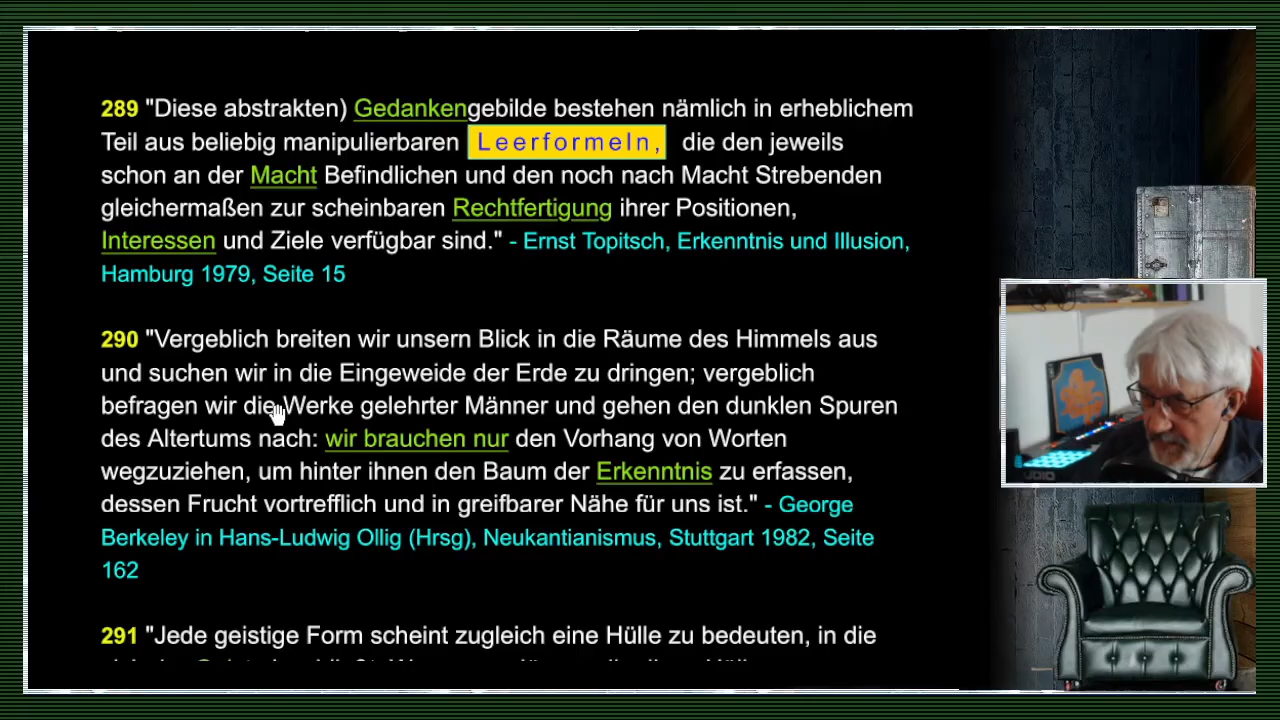 289 "Diese abstrakten) Gedankengebilde bestehen nämlich in erheblichem
Teil aus beliebig manipulierbaren Leerformeln, die den jeweils
schon an der Macht Befindlichen und den noch nach Macht Strebenden
gleichermaßen zur scheinbaren Rechtfertigung ihrer Positionen,
Interessen und Ziele verfügbar sind." - Ernst Topitsch, Erkenntnis und Illusion,
Hamburg 1979, Seite 15
290 "Vergeblich breiten wir unsern Blick in die Räume des Himmels aus
und suchen wir in die Eingeweide der Erde zu dringen; vergeblich
befragen wir die Werke gelehrter Männer und gehen den dunklen Spuren
des Altertums nach: wir brauchen nur den Vorhang von Worten
wegzuziehen, um hinter ihnen den Baum der Erkenntnis zu erfassen,
dessen Frucht vortrefflich und in greifbarer Nähe für uns ist." - George
Berkeley in Hans-Ludwig Ollig (Hrsg), Neukantianismus, Stuttgart 1982, Seite
162
291 "Jede geistige Form scheint zugleich eine Hülle zu bedeuten, in die